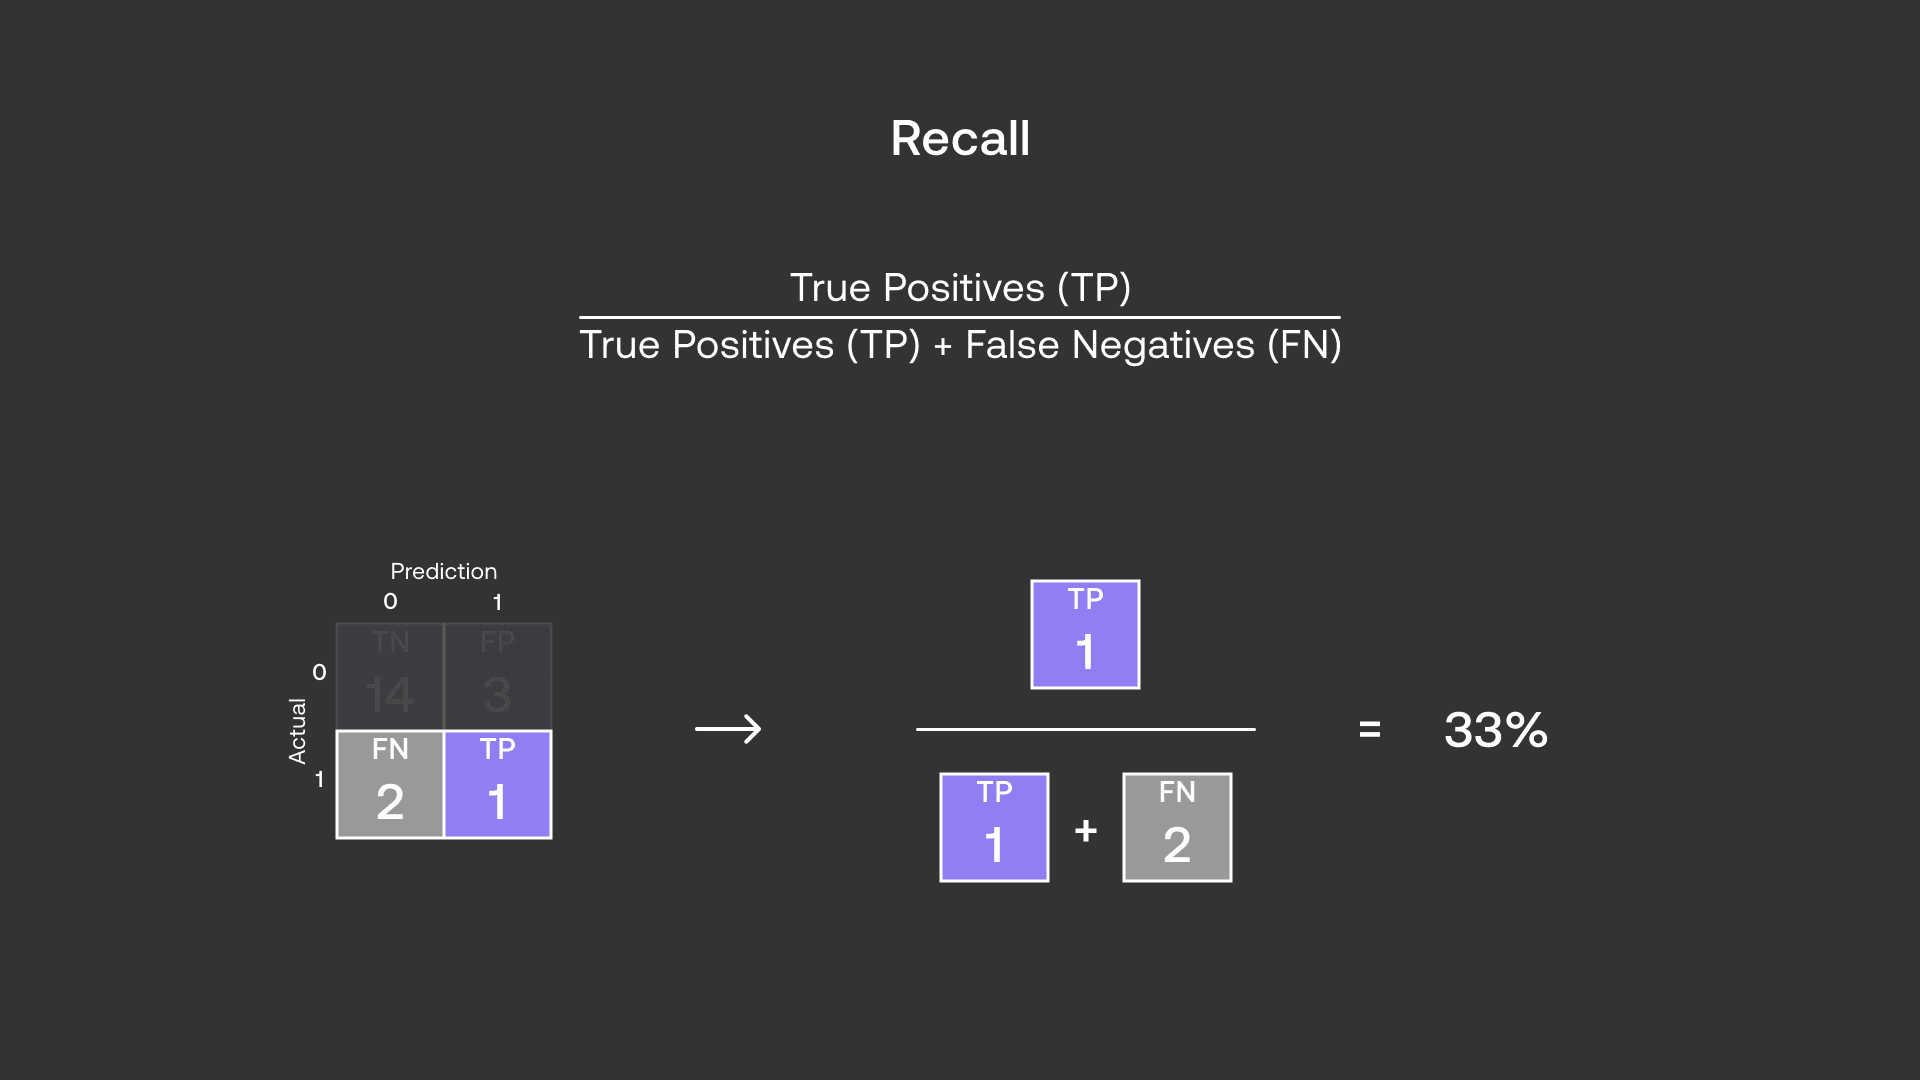 Recall
True Positives (TP)
True Positives (TP) + False Negatives (FN)
Prediction
0 1
TN FP
0
14 3
Actual
FN TP
1
2 1
TP
1
= 33%
TP + FN
1 2